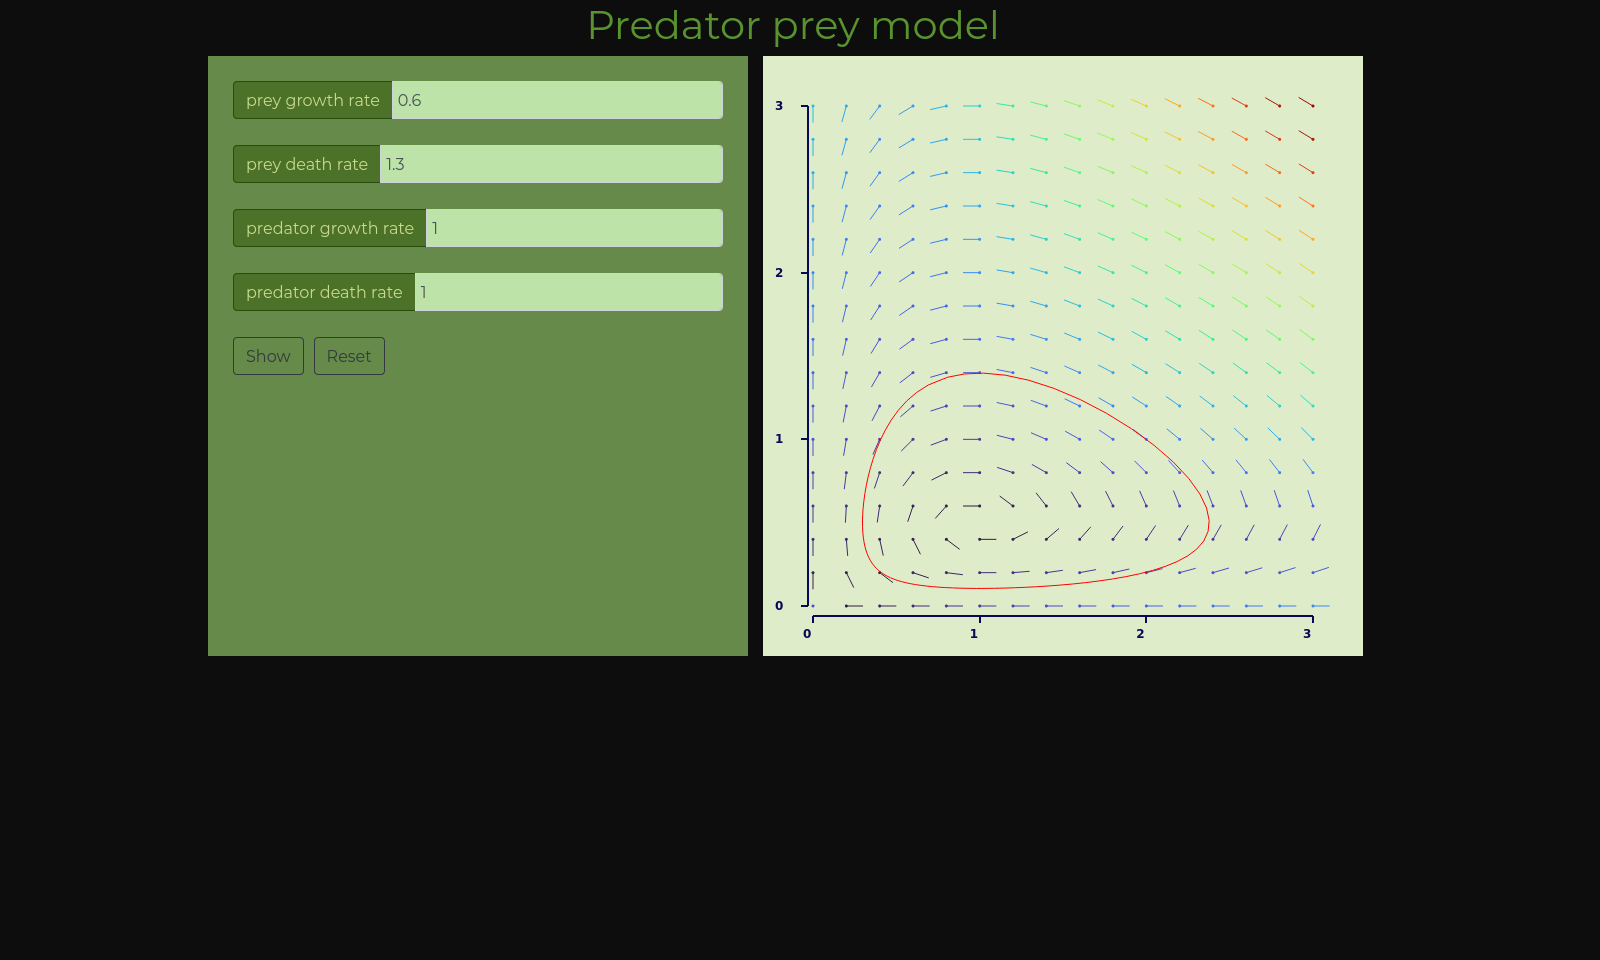 Predator prey model
prey growth rate 0.6
prey death rate 1.3
predator growth rate 1
predator death rate 1
Show Reset
3
2
1
0
0 1 2 3